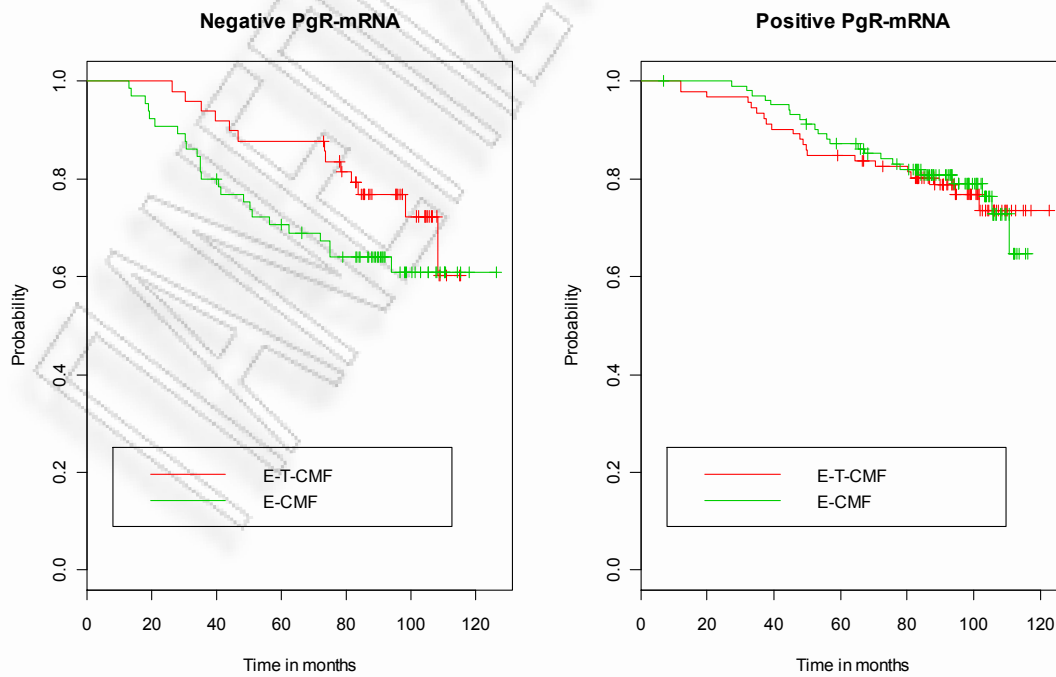 Negative PgR-mRNA
Probability
1.0
0.8
0.6
0.4
0.2
0.0
E-T-CMF
E-CMF
0 20 40 60 80 100 120
Time in months
Positive PgR-mRNA
Probability
1.0
0.8
0.6
0.4
0.2
0.0
E-T-CMF
E-CMF
0 20 40 60 80 100 120
Time in months